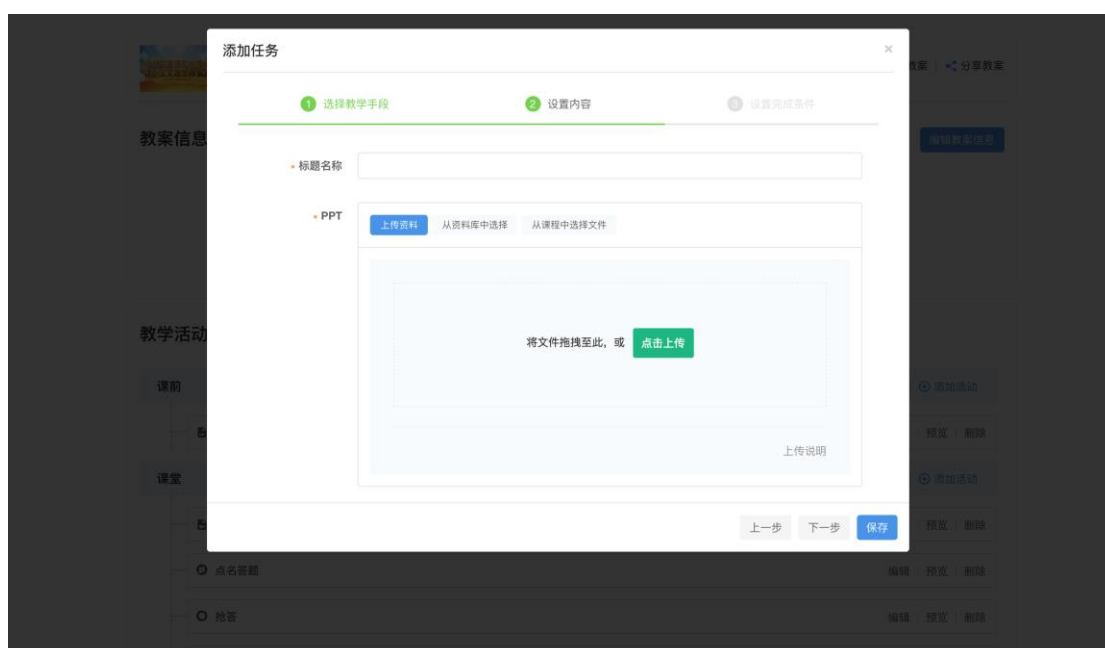 添加任务
×
教案 | 分享教案
1 选择教学手段
2 设置内容
3 设置完成条件
教案信息
编辑教案信息
• 标题名称
• PPT
上传资料 从资料库中选择 从课程中选择文件
将文件拖拽至此，或 点击上传
上传说明
教学活动
课前
添加活动
预览 | 删除
课堂
添加活动
上一步 下一步 保存
预览 | 删除
点名答题
编辑 | 预览 | 删除
抢答
编辑 | 预览 | 删除